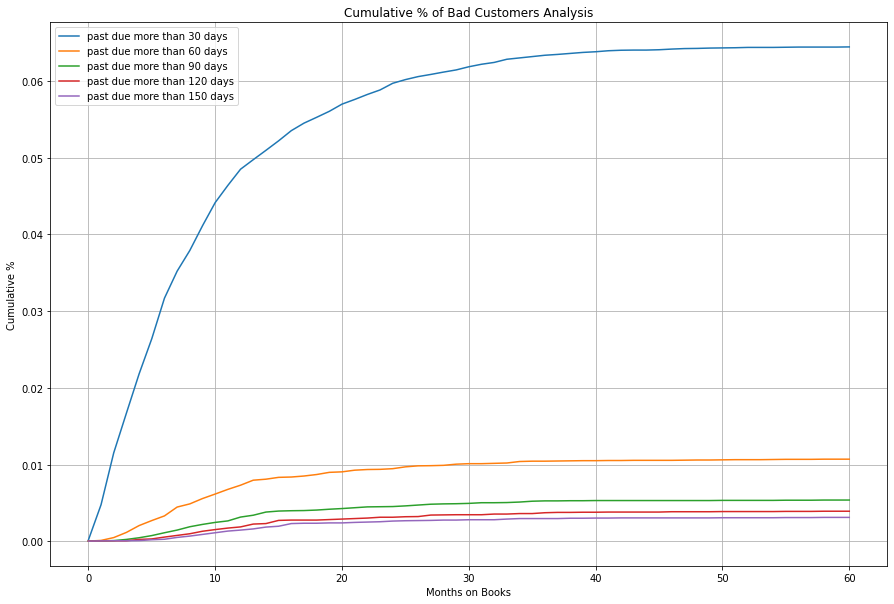 Cumulative % of Bad Customers Analysis
past due more than 30 days
past due more than 60 days
past due more than 90 days
past due more than 120 days
past due more than 150 days
0.06
0.05
0.04
0.03
0.02
0.01
0.00
Cumulative %
0 10 20 30 40 50 60
Months on Books